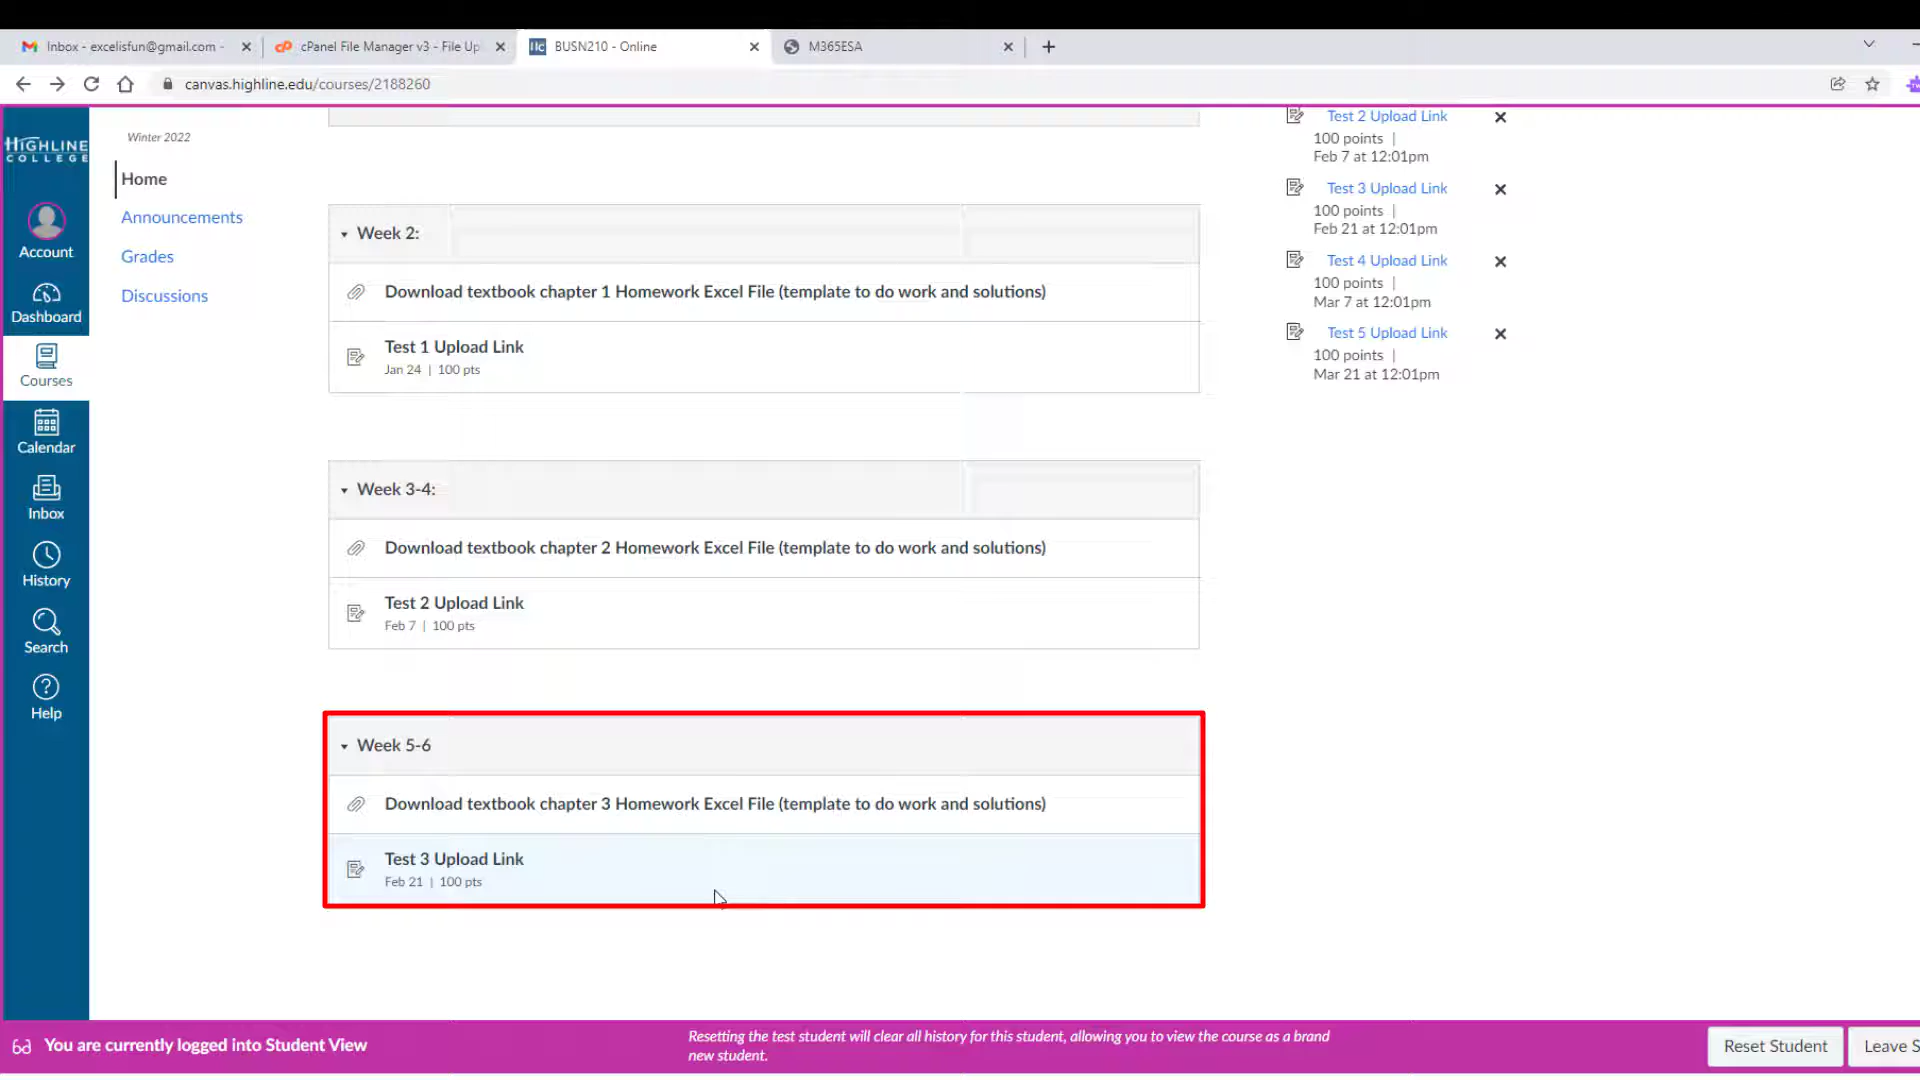 Inbox - excelisfun@gmail.com -
cPanel File Manager v3 - File Up
BUSN210 - Online
M365ESA
canvas.highline.edu/courses/2188260
HIGHLINE
COLLEGE
Account
Dashboard
Courses
Calendar
Inbox
History
Search
Help
Winter 2022
Home
Announcements
Grades
Discussions
Week 2:
Download textbook chapter 1 Homework Excel File (template to do work and solutions)
Test 1 Upload Link
Jan 24 | 100 pts
Week 3-4:
Download textbook chapter 2 Homework Excel File (template to do work and solutions)
Test 2 Upload Link
Feb 7 | 100 pts
Week 5-6
Download textbook chapter 3 Homework Excel File (template to do work and solutions)
Test 3 Upload Link
Feb 21 | 100 pts
Test 2 Upload Link
100 points |
Feb 7 at 12:01pm
Test 3 Upload Link
100 points |
Feb 21 at 12:01pm
Test 4 Upload Link
100 points |
Mar 7 at 12:01pm
Test 5 Upload Link
100 points |
Mar 21 at 12:01pm
You are currently logged into Student View
Resetting the test student will clear all history for this student, allowing you to view the course as a brand
new student.
Reset Student
Leave S